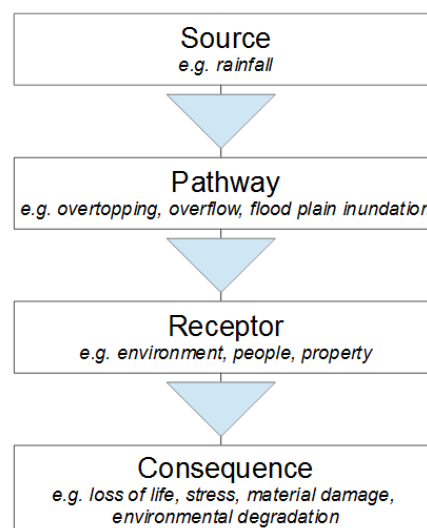 Source
e.g. rainfall
Pathway
e.g. overtopping, overflow, flood plain inundation
Receptor
e.g. environment, people, property
Consequence
e.g. loss of life, stress, material damage,
environmental degradation